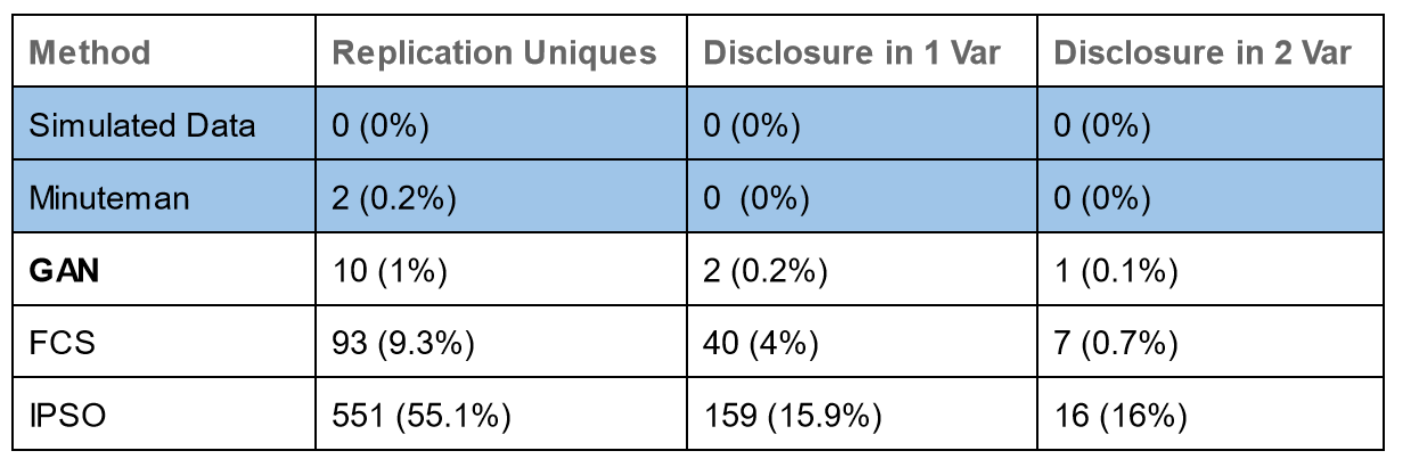 Method Replication Uniques Disclosure in 1 Var Disclosure in 2 Var
Simulated Data 0 (0%) 0 (0%) 0 (0%)
Minuteman 2 (0.2%) 0  (0%) 0 (0%)
GAN 10 (1%) 2 (0.2%) 1 (0.1%)
FCS 93 (9.3%) 40 (4%) 7 (0.7%)
IPSO 551 (55.1%) 159 (15.9%) 16 (16%)